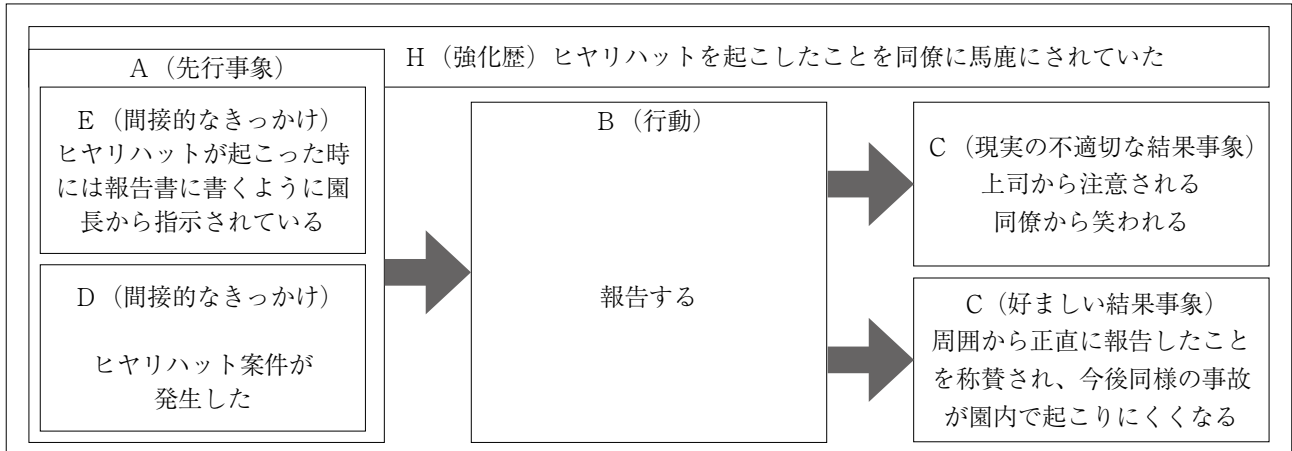 H（強化歴）ヒヤリハットを起こしたことを同僚に馬鹿にされていた
A（先行事象）
E（間接的なきっかけ）
ヒヤリハットが起こった時
には報告書に書くように園
長から指示されている
D（間接的なきっかけ）
ヒヤリハット案件が
発生した
B（行動）
報告する
C（現実の不適切な結果事象）
上司から注意される
同僚から笑われる
C（好ましい結果事象）
周囲から正直に報告したこと
を称賛され、今後同様の事故
が園内で起こりにくくなる